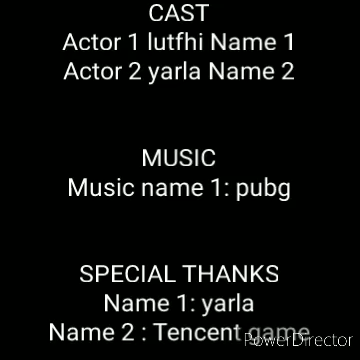 CAST
Actor 1 lutfhi Name 1
Actor 2 yarla Name 2
MUSIC
Music name 1: pubg
SPECIAL THANKS
Name 1: yarla
Name 2 : Tencent game
PowerDirector